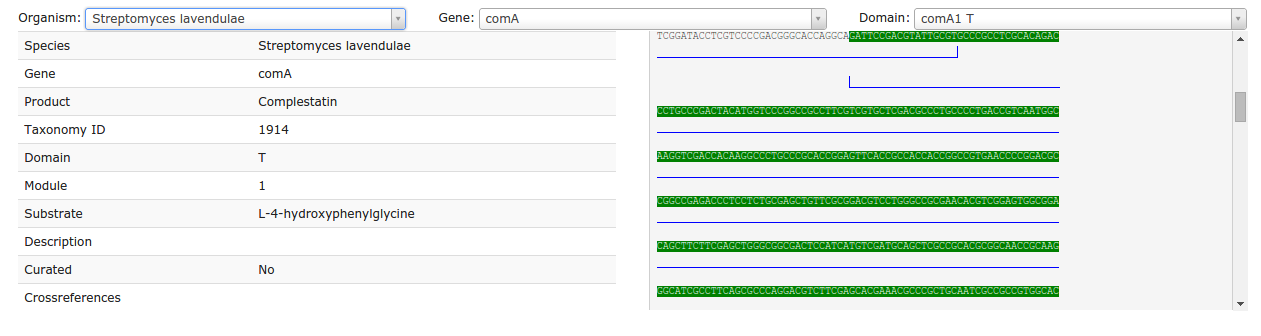 Organism: Streptomyces lavendulae Gene: comA Domain: comA1 T
Species Streptomyces lavendulae
Gene comA
Product Complestatin
Taxonomy ID 1914
Domain T
Module 1
Substrate L-4-hydroxyphenylglycine
Description
Curated No
Crossreferences
TCGGATACCTCGTCCCCGACGGGCACCAGGCAGATTCCGACGTATTGCGTGCCCGCCTCGCACAGAC
CCTGCCCGACTACATGGTCCCGGCCGCCTTCGTCGTGCTCGACGCCCTGCCCCTGACCGTCAATGGC
AAGGTCGACCACAAGGCCCTGCCCGCACCGGAGTTCACCGCCACCACCGGCCGTGAACCCCGGACGC
CGGCCGAGACCCTCCTCTGCGAGCTGTTCGCGGACGTCCTGGGCCGCGAACACGTCGGAGTGGCGGA
CAGCTTCTTCGAGCTGGGCGGCGACTCCATCATGTCGATGCAGCTCGCCGCACGCGGCAACCGCAAG
GGCATCGCCTTCAGCGCCCAGGACGTCTTCGAGCACGAAACGCCCGCTGCAATCGCCGCCGTGGCAC